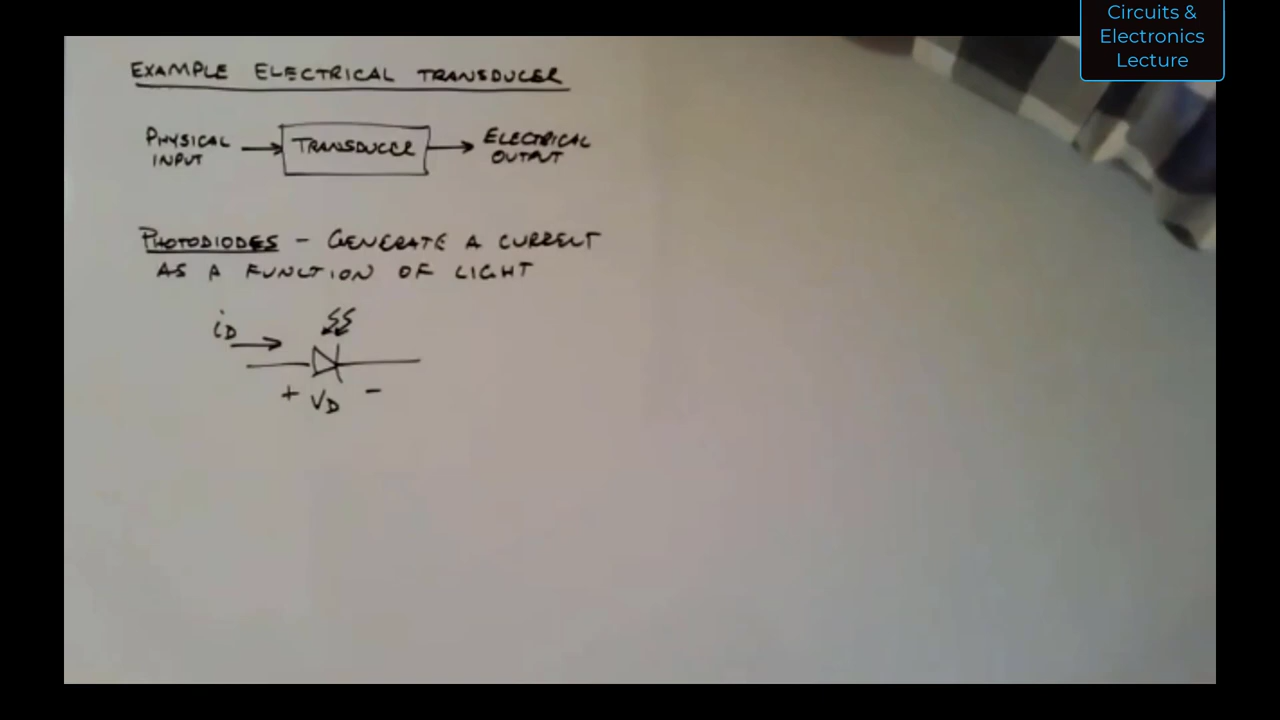 Circuits &
Electronics
Lecture
EXAMPLE ELECTRICAL TRANSDUCER
PHYSICAL INPUT
TRANSDUCER
ELECTRICAL OUTPUT
PHOTODIODES - GENERATE A CURRENT
AS A FUNCTION OF LIGHT
iD
+ VD -